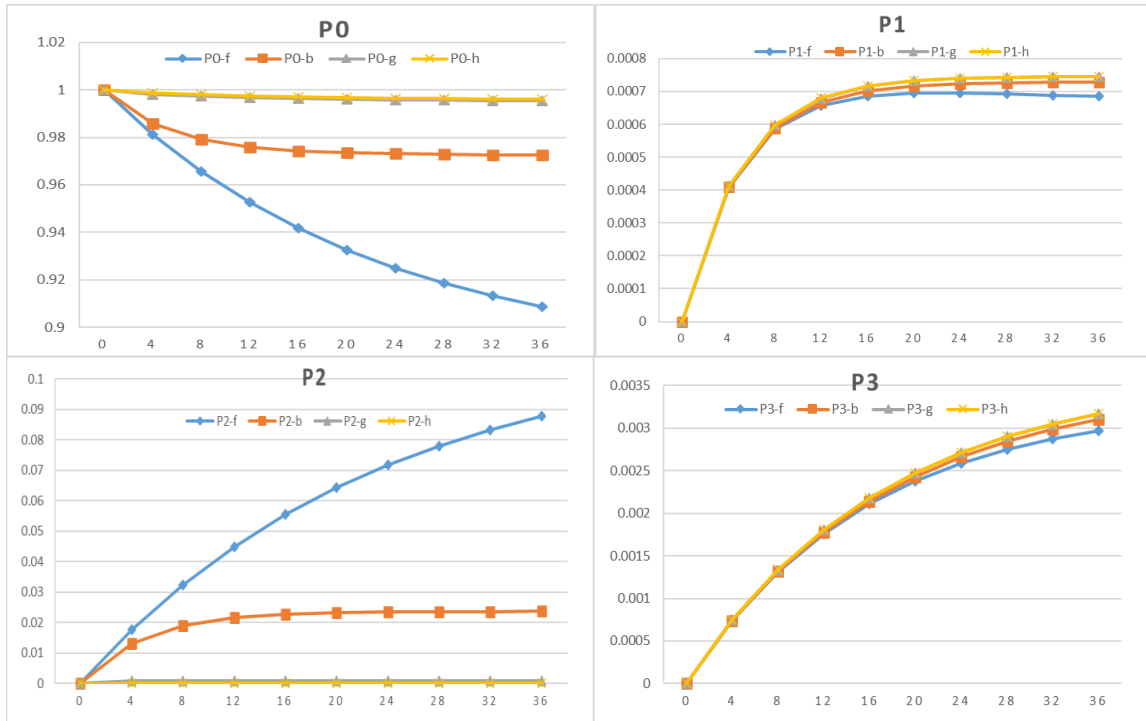 P0
P0-f P0-b P0-g P0-h
1.02
1
0.98
0.96
0.94
0.92
0.9
0 4 8 12 16 20 24 28 32 36
P1
P1-f P1-b P1-g P1-h
0.0008
0.0007
0.0006
0.0005
0.0004
0.0003
0.0002
0.0001
0
0 4 8 12 16 20 24 28 32 36
P2
P2-f P2-b P2-g P2-h
0.1
0.09
0.08
0.07
0.06
0.05
0.04
0.03
0.02
0.01
0
0 4 8 12 16 20 24 28 32 36
P3
P3-f P3-b P3-g P3-h
0.0035
0.003
0.0025
0.002
0.0015
0.001
0.0005
0
0 4 8 12 16 20 24 28 32 36